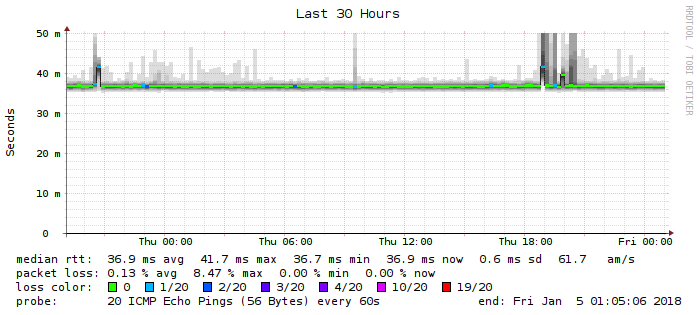 Last 30 Hours
RRDTOOL / TOBI OETIKER
Seconds
50 m
40 m
30 m
20 m
10 m
0
Thu 00:00 Thu 06:00 Thu 12:00 Thu 18:00 Fri 00:00
median rtt: 36.9 ms avg 41.7 ms max 36.7 ms min 36.9 ms now 0.6 ms sd 61.7 am/s
packet loss: 0.13 % avg 8.47 % max 0.00 % min 0.00 % now
loss color: 0 1/20 2/20 3/20 4/20 10/20 19/20
probe: 20 ICMP Echo Pings (56 Bytes) every 60s end: Fri Jan 5 01:05:06 2018